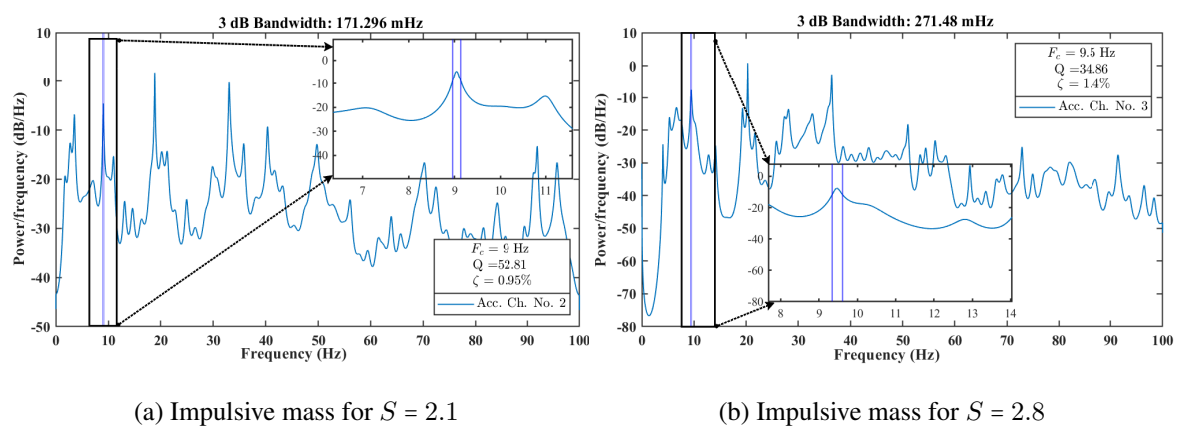 3 dB Bandwidth: 171.296 mHz
10
0
-10
-20
-30
-40
-50
Power/frequency (dB/Hz)
0 10 20 30 40 50 60 70 80 90 100
Frequency (Hz)
0
-10
-20
-30
-40
7 8 9 10 11
F_c = 9 Hz
Q =52.81
ζ = 0.95%
Acc. Ch. No. 2
(a) Impulsive mass for S = 2.1
3 dB Bandwidth: 271.48 mHz
10
0
-10
-20
-30
-40
-50
-60
-70
-80
Power/frequency (dB/Hz)
0 10 20 30 40 50 60 70 80 90 100
Frequency (Hz)
F_c = 9.5 Hz
Q =34.86
ζ = 1.4%
Acc. Ch. No. 3
0
-20
-40
-60
-80
8 9 10 11 12 13 14
(b) Impulsive mass for S = 2.8